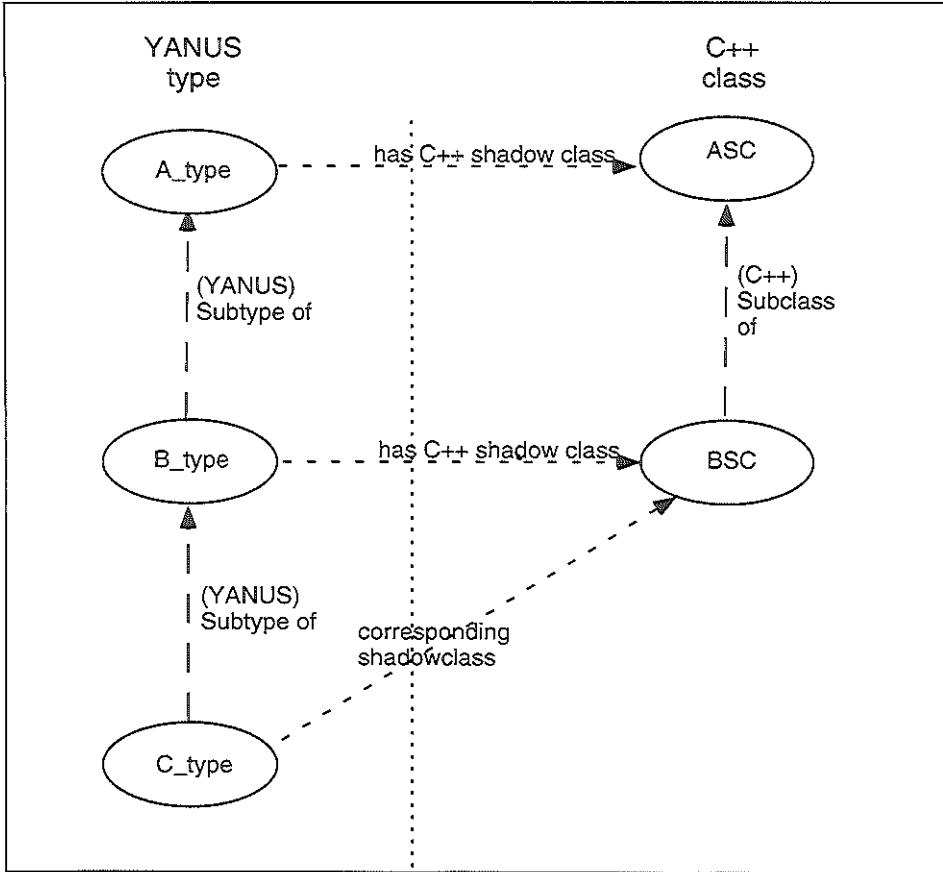 YANUS
type
C++
class
A_type
has C++ shadow class
ASC
(YANUS)
Subtype of
(C++)
Subclass
of
B_type
has C++ shadow class
BSC
(YANUS)
Subtype of
corresponding
shadowclass
C_type